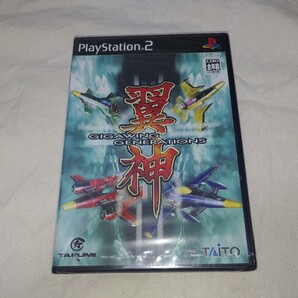 PlayStation 2
翼神
GIGAWING
GENERATIONS
TAKUMI
TAITO